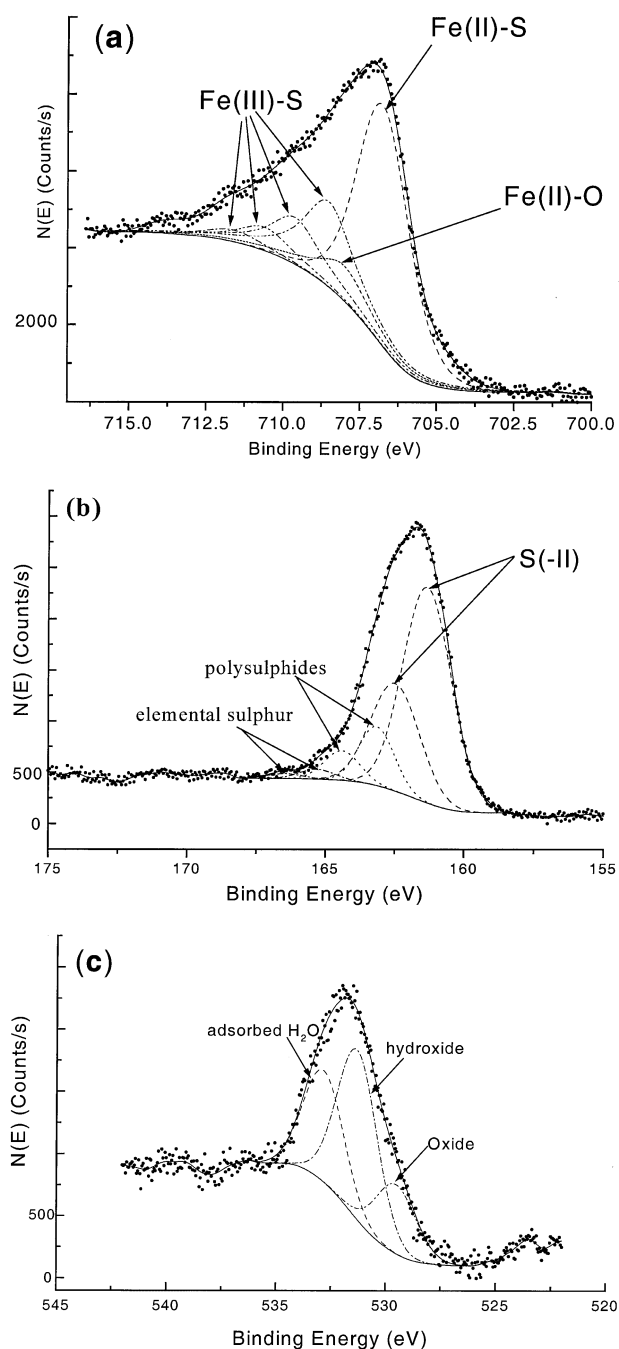 (a)
Fe(II)-S
Fe(III)-S
Fe(II)-O
N(E) (Counts/s)
2000
715.0 712.5 710.0 707.5 705.0 702.5 700.0
Binding Energy (eV)
(b)
S(-II)
polysulphides
elemental sulphur
N(E) (Counts/s)
500
0
175 170 165 160 155
Binding Energy (eV)
(c)
adsorbed H₂O
hydroxide
Oxide
N(E) (Counts/s)
500
0
545 540 535 530 525 520
Binding Energy (eV)